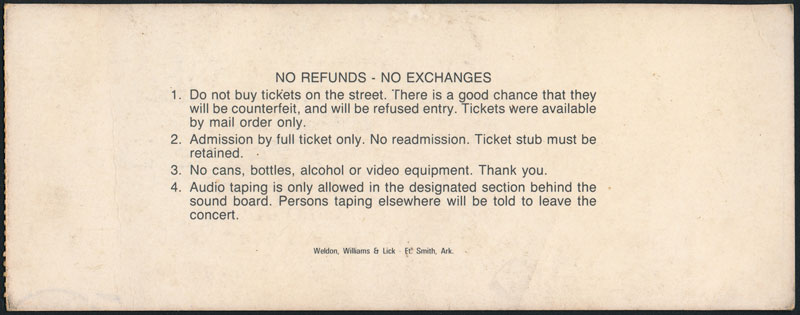 NO REFUNDS - NO EXCHANGES
1. Do not buy tickets on the street. There is a good chance that they
will be counterfeit, and will be refused entry. Tickets were available
by mail order only.
2. Admission by full ticket only. No readmission. Ticket stub must be
retained.
3. No cans, bottles, alcohol or video equipment. Thank you.
4. Audio taping is only allowed in the designated section behind the
sound board. Persons taping elsewhere will be told to leave the
concert.
Weldon, Williams & Lick - Ft. Smith, Ark.